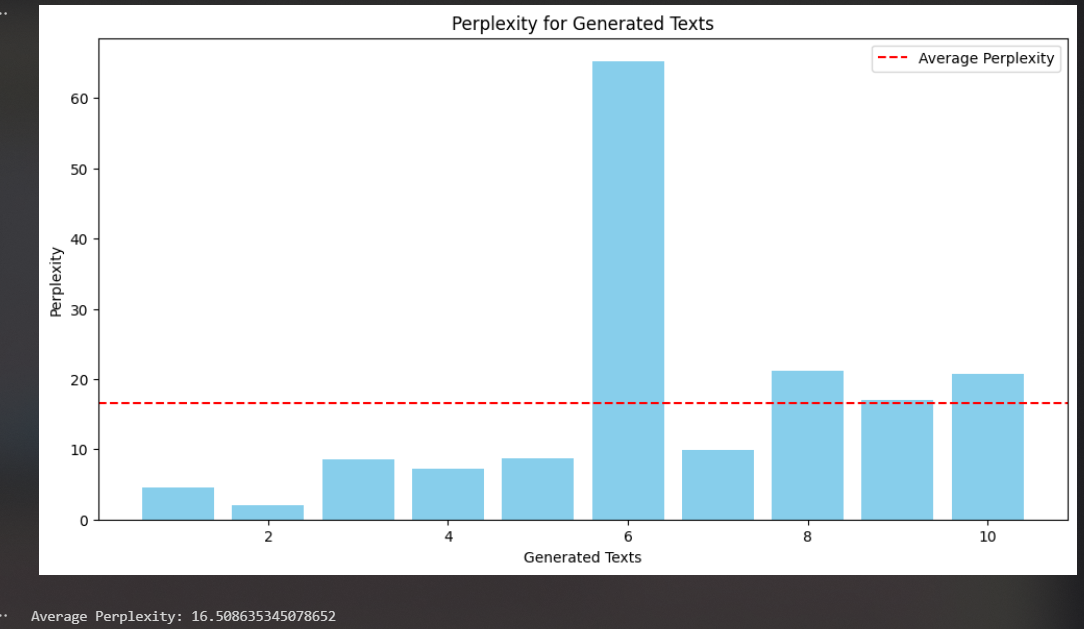 Perplexity for Generated Texts
Average Perplexity
60
50
40
30
20
10
0
Perplexity
2 4 6 8 10
Generated Texts
Average Perplexity: 16.508635345078652